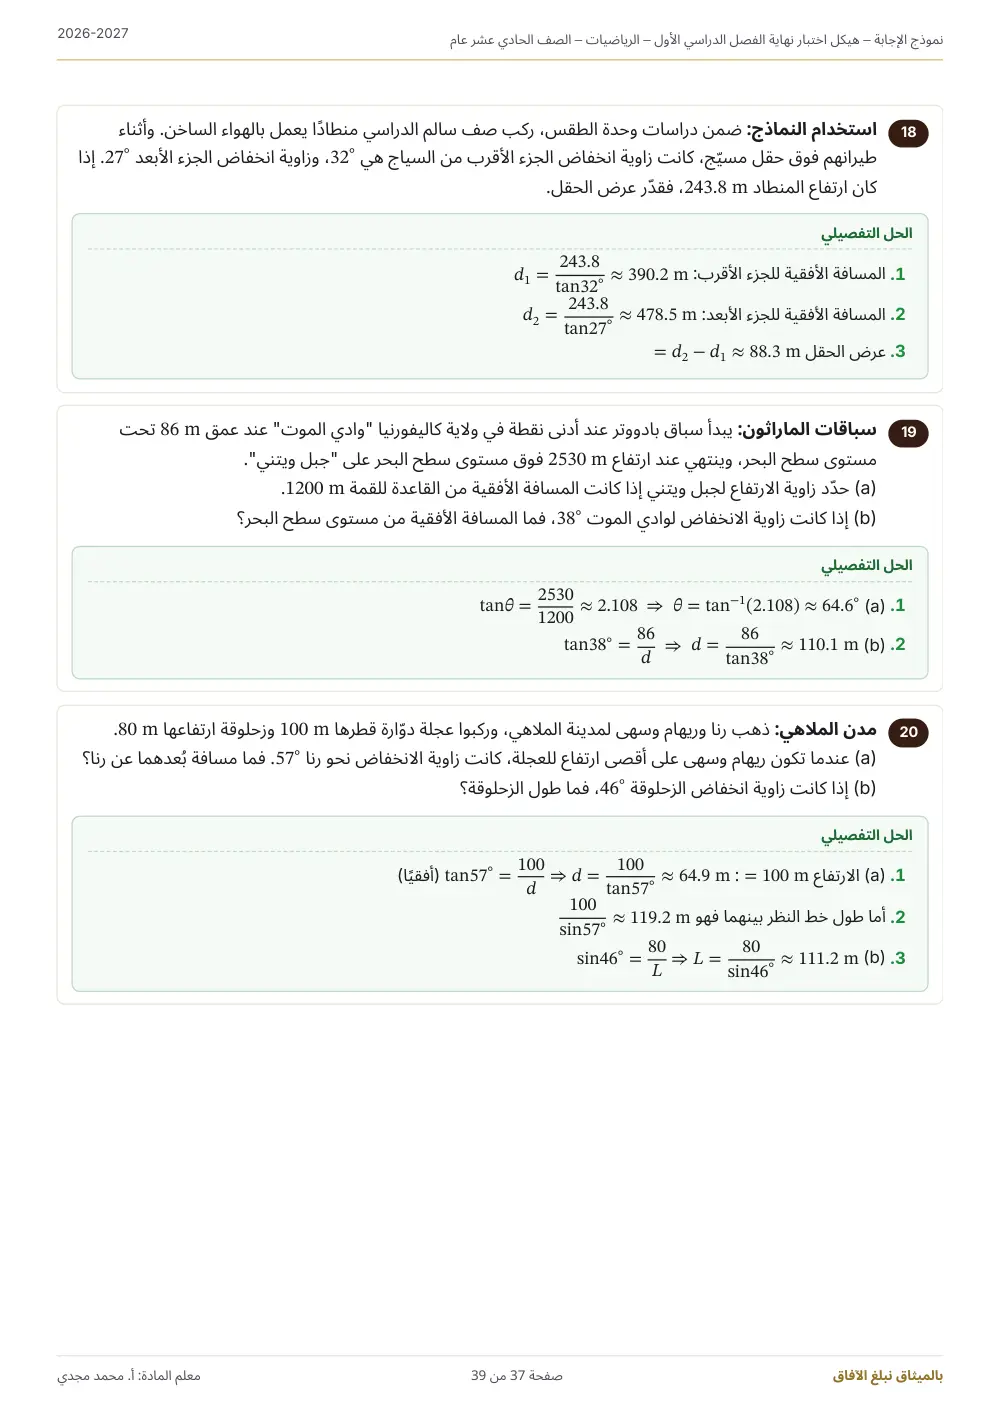 2026-2027
نموذج الإجابة – هيكل اختبار نهاية الفصل الدراسي الأول – الرياضيات – الصف الحادي عشر عام
18
استخدام النماذج: ضمن دراسات وحدة الطقس، ركب صف سالم الدراسي منطادًا يعمل بالهواء الساخن. وأثناء
طيرانهم فوق حقل مسيّج، كانت زاوية انخفاض الجزء الأقرب من السياج هي 32°، وزاوية انخفاض الجزء الأبعد 27°. إذا
كان ارتفاع المنطاد 243.8 m، فقدّر عرض الحقل.
الحل التفصيلي
1. المسافة الأفقية للجزء الأقرب: d₁ = 243.8/tan32° ≈ 390.2 m
2. المسافة الأفقية للجزء الأبعد: d₂ = 243.8/tan27° ≈ 478.5 m
3. عرض الحقل = d₂ − d₁ ≈ 88.3 m
19
سباقات الماراثون: يبدأ سباق بادووتر عند أدنى نقطة في ولاية كاليفورنيا "وادي الموت" عند عمق 86 m تحت
مستوى سطح البحر، وينتهي عند ارتفاع 2530 m فوق مستوى سطح البحر على "جبل ويتني".
(a) حدّد زاوية الارتفاع لجبل ويتني إذا كانت المسافة الأفقية من القاعدة للقمة 1200 m.
(b) إذا كانت زاوية الانخفاض لوادي الموت 38°، فما المسافة الأفقية من مستوى سطح البحر؟
الحل التفصيلي
1. (a) tanθ = 2530/1200 ≈ 2.108 ⇒ θ = tan⁻¹(2.108) ≈ 64.6°
2. (b) tan38° = 86/d ⇒ d = 86/tan38° ≈ 110.1 m
20
مدن الملاهي: ذهب رنا وريهام وسهى لمدينة الملاهي، وركبوا عجلة دوّارة قطرها 100 m وزحلوقة ارتفاعها 80 m.
(a) عندما تكون ريهام وسهى على أقصى ارتفاع للعجلة، كانت زاوية الانخفاض نحو رنا 57°. فما مسافة بُعدهما عن رنا؟
(b) إذا كانت زاوية انخفاض الزحلوقة 46°، فما طول الزحلوقة؟
الحل التفصيلي
1. (a) الارتفاع = 100 m : tan57° = 100/d ⇒ d = 100/tan57° ≈ 64.9 m (أفقيًا)
2. أما طول خط النظر بينهما فهو 100/sin57° ≈ 119.2 m
3. (b) sin46° = 80/L ⇒ L = 80/sin46° ≈ 111.2 m
بالميثاق نبلغ الآفاق
صفحة 37 من 39
معلم المادة: أ. محمد مجدي